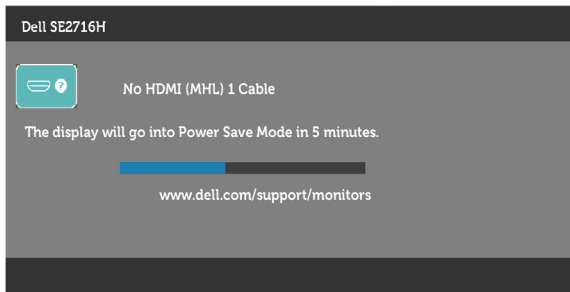 Dell SE2716H
?
No HDMI (MHL) 1 Cable
The display will go into Power Save Mode in 5 minutes.
www.dell.com/support/monitors